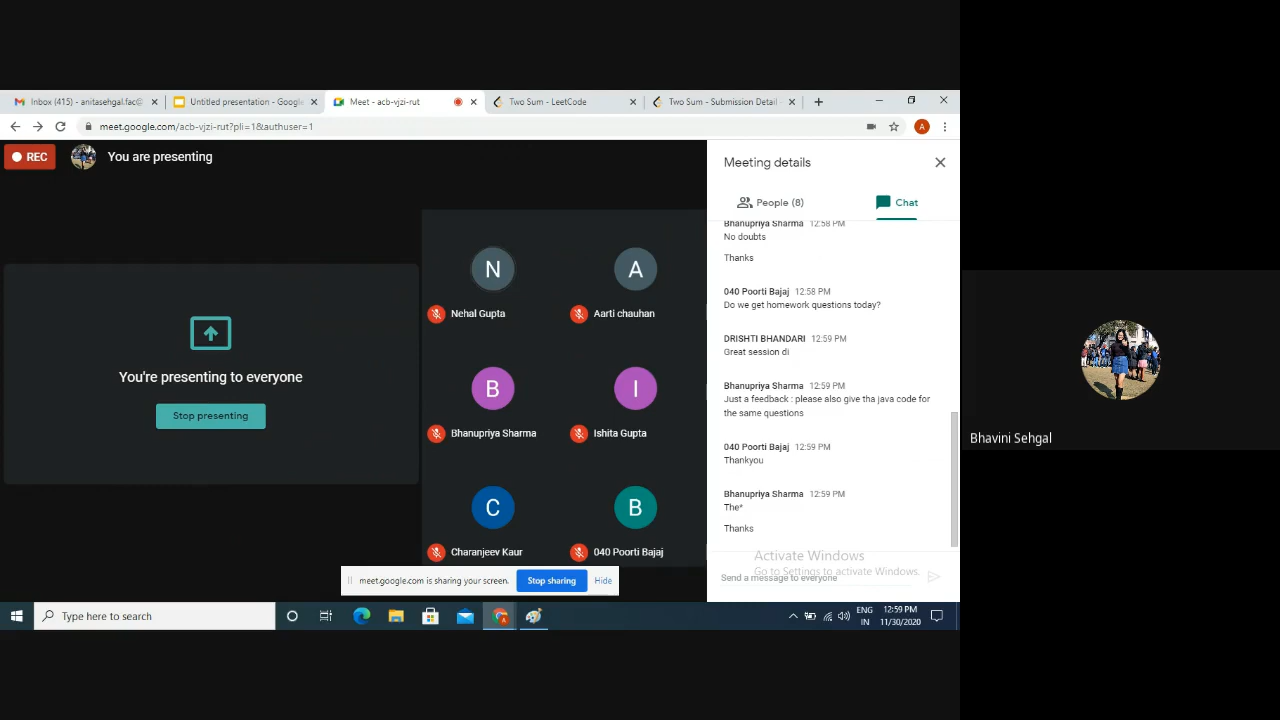 Inbox (415) - anitasehgal.fac@
Untitled presentation - Google
Meet - acb-vjzi-rut
Two Sum - LeetCode
Two Sum - Submission Detail
meet.google.com/acb-vjzi-rut?pli=1&authuser=1
A
REC
You are presenting
You're presenting to everyone
Stop presenting
N
Nehal Gupta
A
Aarti chauhan
B
Bhanupriya Sharma
I
Ishita Gupta
C
Charanjeev Kaur
B
040 Poorti Bajaj
Meeting details
People (8)
Chat
Bhanupriya Sharma 12:58 PM
No doubts
Thanks
040 Poorti Bajaj 12:58 PM
Do we get homework questions today?
DRISHTI BHANDARI 12:59 PM
Great session di
Bhanupriya Sharma 12:59 PM
Just a feedback : please also give tha java code for
the same questions
040 Poorti Bajaj 12:59 PM
Thankyou
Bhanupriya Sharma 12:59 PM
The*
Thanks
Activate Windows
Go to Settings to activate Windows.
Send a message to everyone
meet.google.com is sharing your screen.
Stop sharing
Hide
Type here to search
ENG
IN
12:59 PM
11/30/2020
Bhavini Sehgal